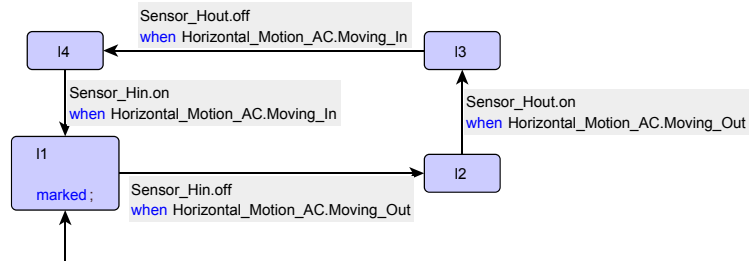 Sensor_Hout.off
when Horizontal_Motion_AC.Moving_In
l4
l3
Sensor_Hin.on
when Horizontal_Motion_AC.Moving_In
Sensor_Hout.on
when Horizontal_Motion_AC.Moving_Out
l1
marked;
l2
Sensor_Hin.off
when Horizontal_Motion_AC.Moving_Out